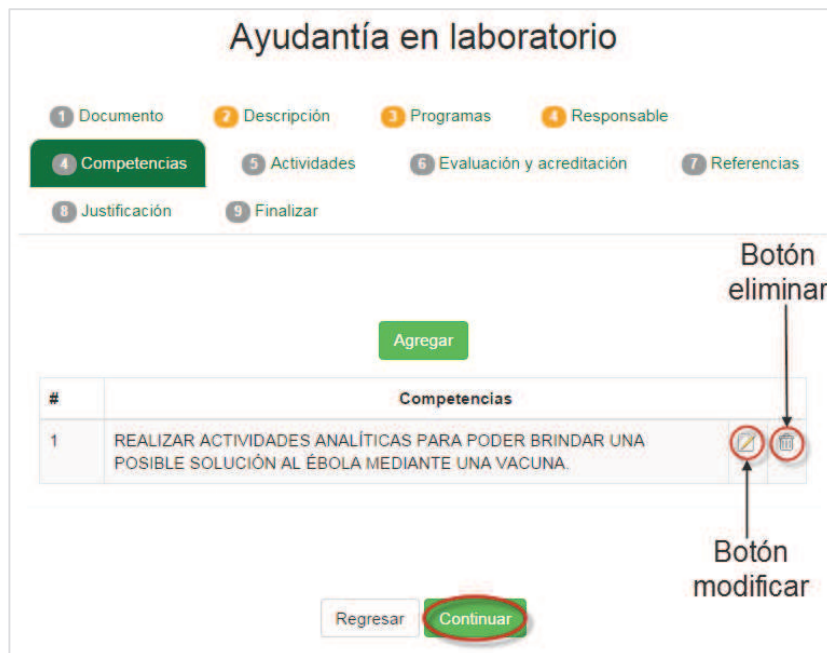 Ayudantía en laboratorio
1 Documento 2 Descripción 3 Programas 4 Responsable
4 Competencias 5 Actividades 6 Evaluación y acreditación 7 Referencias
8 Justificación 9 Finalizar
Botón
eliminar
Agregar
# Competencias
1 REALIZAR ACTIVIDADES ANALÍTICAS PARA PODER BRINDAR UNA
POSIBLE SOLUCIÓN AL ÉBOLA MEDIANTE UNA VACUNA.
Botón
modificar
Regresar Continuar